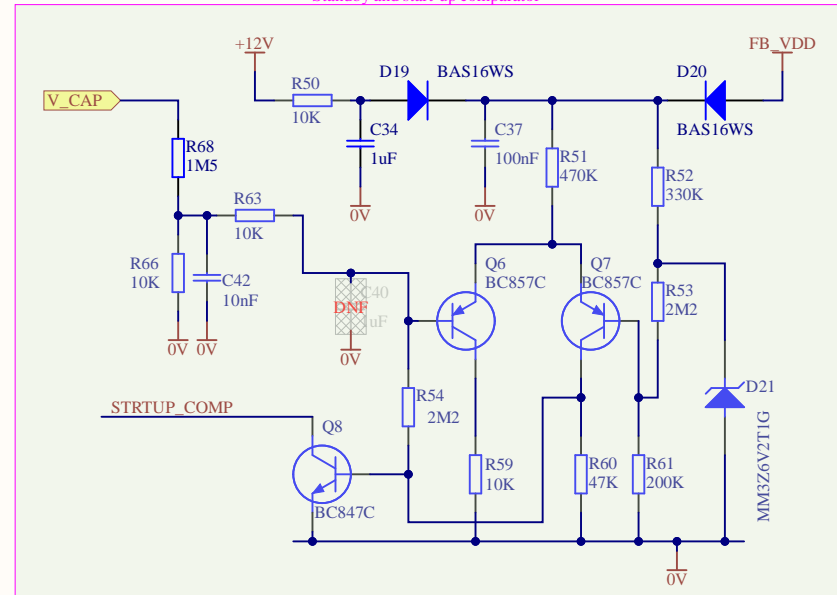 +12V
FB_VDD
D19
BAS16WS
D20
BAS16WS
V_CAP
R50
10K
C34
1uF
C37
100nF
R51
470K
R52
330K
R68
1M5
R63
10K
0V
0V
R66
10K
C42
10nF
0V
0V
C40
DNF
uF
0V
Q6
BC857C
Q7
BC857C
R53
2M2
D21
MM3Z6V2T1G
R54
2M2
STRTUP_COMP
Q8
BC847C
R59
10K
R60
47K
R61
200K
0V